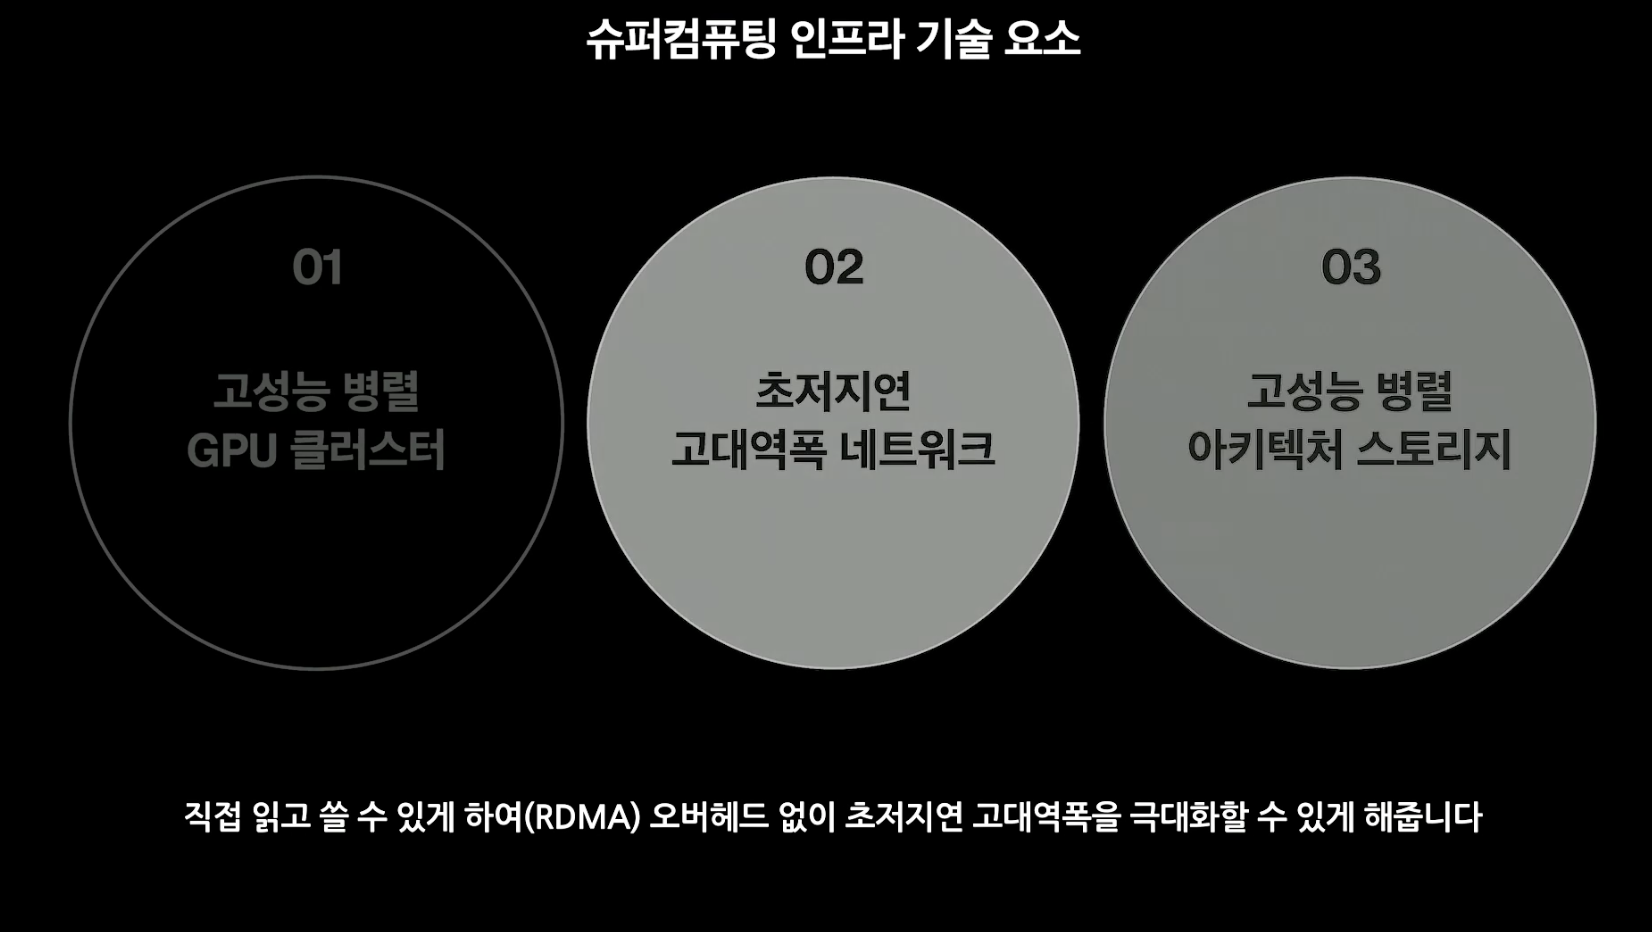 슈퍼컴퓨팅 인프라 기술 요소
01
고성능 병렬
GPU 클러스터
02
초저지연
고대역폭 네트워크
03
고성능 병렬
아키텍처 스토리지
직접 읽고 쓸 수 있게 하여(RDMA) 오버헤드 없이 초저지연 고대역폭을 극대화할 수 있게 해줍니다